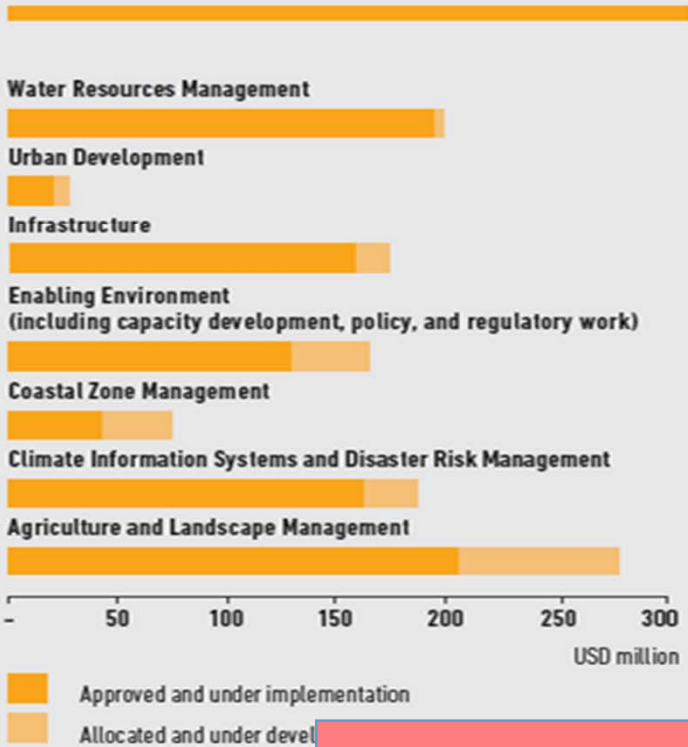 Water Resources Management
Urban Development
Infrastructure
Enabling Environment
(including capacity development, policy, and regulatory work)
Coastal Zone Management
Climate Information Systems and Disaster Risk Management
Agriculture and Landscape Management
– 50 100 150 200 250 300
USD million
Approved and under implementation
Allocated and under